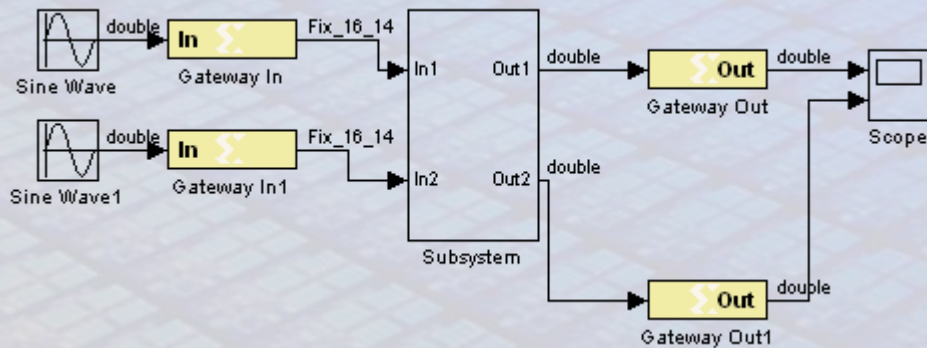 double
In
Fix_16_14
Sine Wave
Gateway In
In1
Out1
double
Out
double
Gateway Out
Scope
double
In
Fix_16_14
Sine Wave1
Gateway In1
In2
Out2
double
Subsystem
Out
double
Gateway Out1